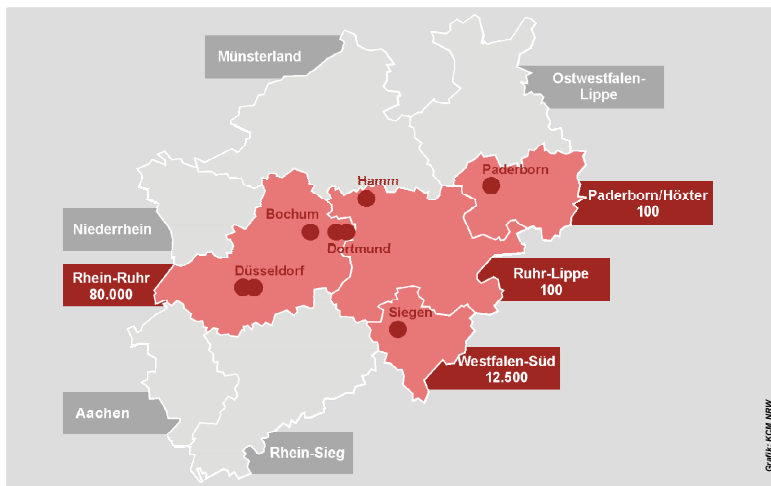 Münsterland
Ostwestfalen-
Lippe
Hamm
Paderborn
Paderborn/Höxter
100
Bochum
Niederrhein
Dortmund
Rhein-Ruhr
80.000
Düsseldorf
Ruhr-Lippe
100
Siegen
Westfalen-Süd
12.500
Aachen
Rhein-Sieg
Grafik: KCM NRW